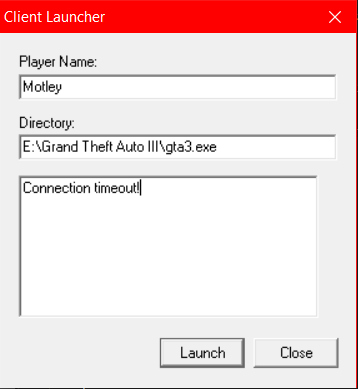 Client Launcher
Player Name:
Motley
Directory:
E:\Grand Theft Auto III\gta3.exe
Connection timeout!
Launch Close